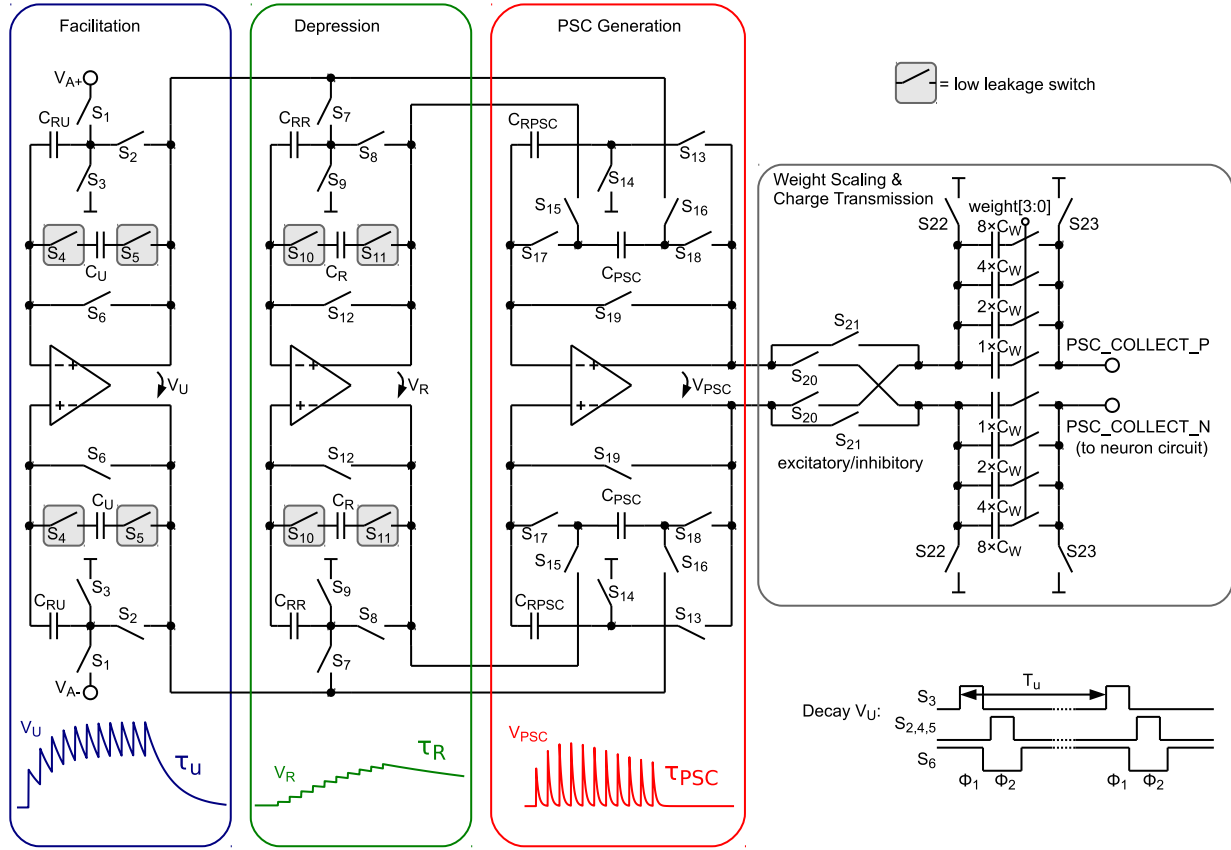 Facilitation
Depression
PSC Generation
V_A+
S_1
C_RU
S_2
S_3
S_4
S_5
C_U
S_6
− +
+ −
V_U
S_6
C_U
S_4
S_5
S_3
C_RU
S_2
S_1
V_A-
V_U
τ_u
S_7
C_RR
S_8
S_9
S_10
S_11
C_R
S_12
− +
+ −
V_R
S_12
C_R
S_10
S_11
S_9
C_RR
S_8
S_7
V_R
τ_R
C_RPSC
S_13
S_14
S_15
S_16
S_17
S_18
C_PSC
S_19
− +
+ −
V_PSC
S_19
C_PSC
S_17
S_18
S_15
S_16
S_14
C_RPSC
S_13
V_PSC
τ_PSC
= low leakage switch
Weight Scaling &
Charge Transmission
weight[3:0]
S22
S23
8×C_W
4×C_W
2×C_W
1×C_W
S_21
S_20
S_20
S_21
excitatory/inhibitory
PSC_COLLECT_P
PSC_COLLECT_N
(to neuron circuit)
1×C_W
2×C_W
4×C_W
8×C_W
S22
S23
Decay V_U:
S_3
T_u
S_2,4,5
S_6
Φ_1
Φ_2
Φ_1
Φ_2